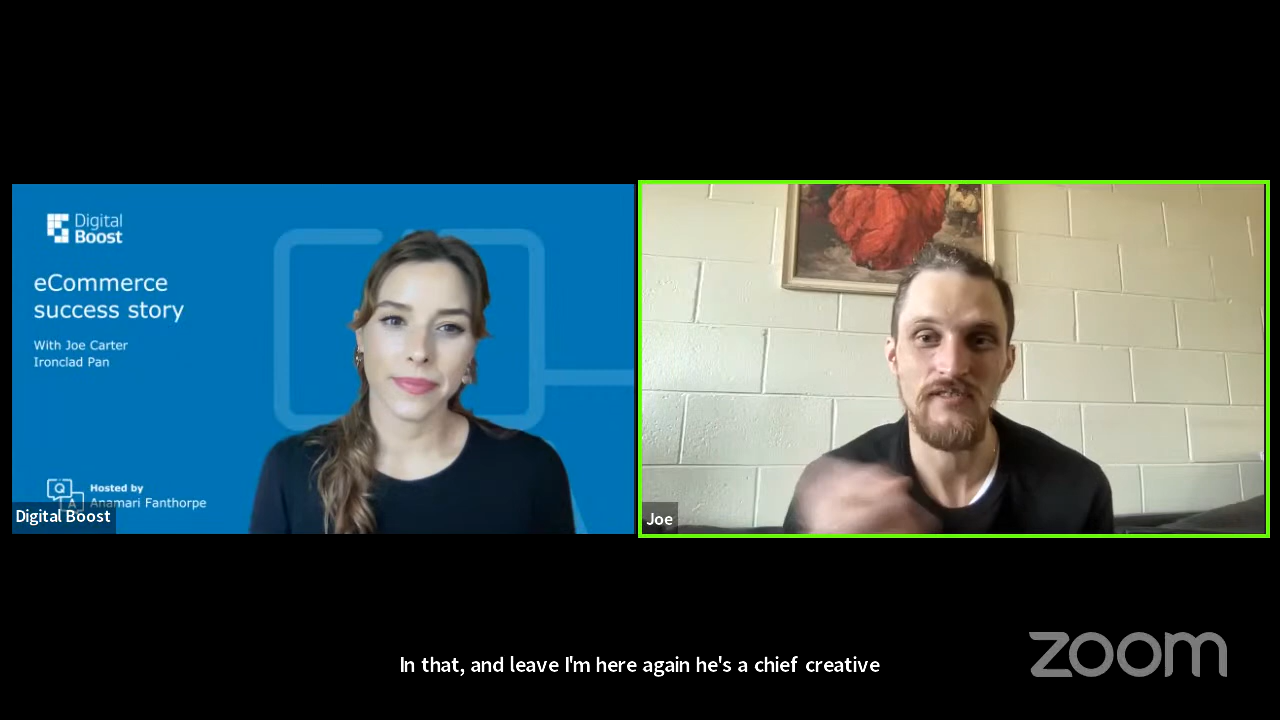 Digital
Boost
eCommerce
success story
With Joe Carter
Ironclad Pan
Q
A
Hosted by
Anamari Fanthorpe
Digital Boost
Joe
In that, and leave I'm here again he's a chief creative
zoom